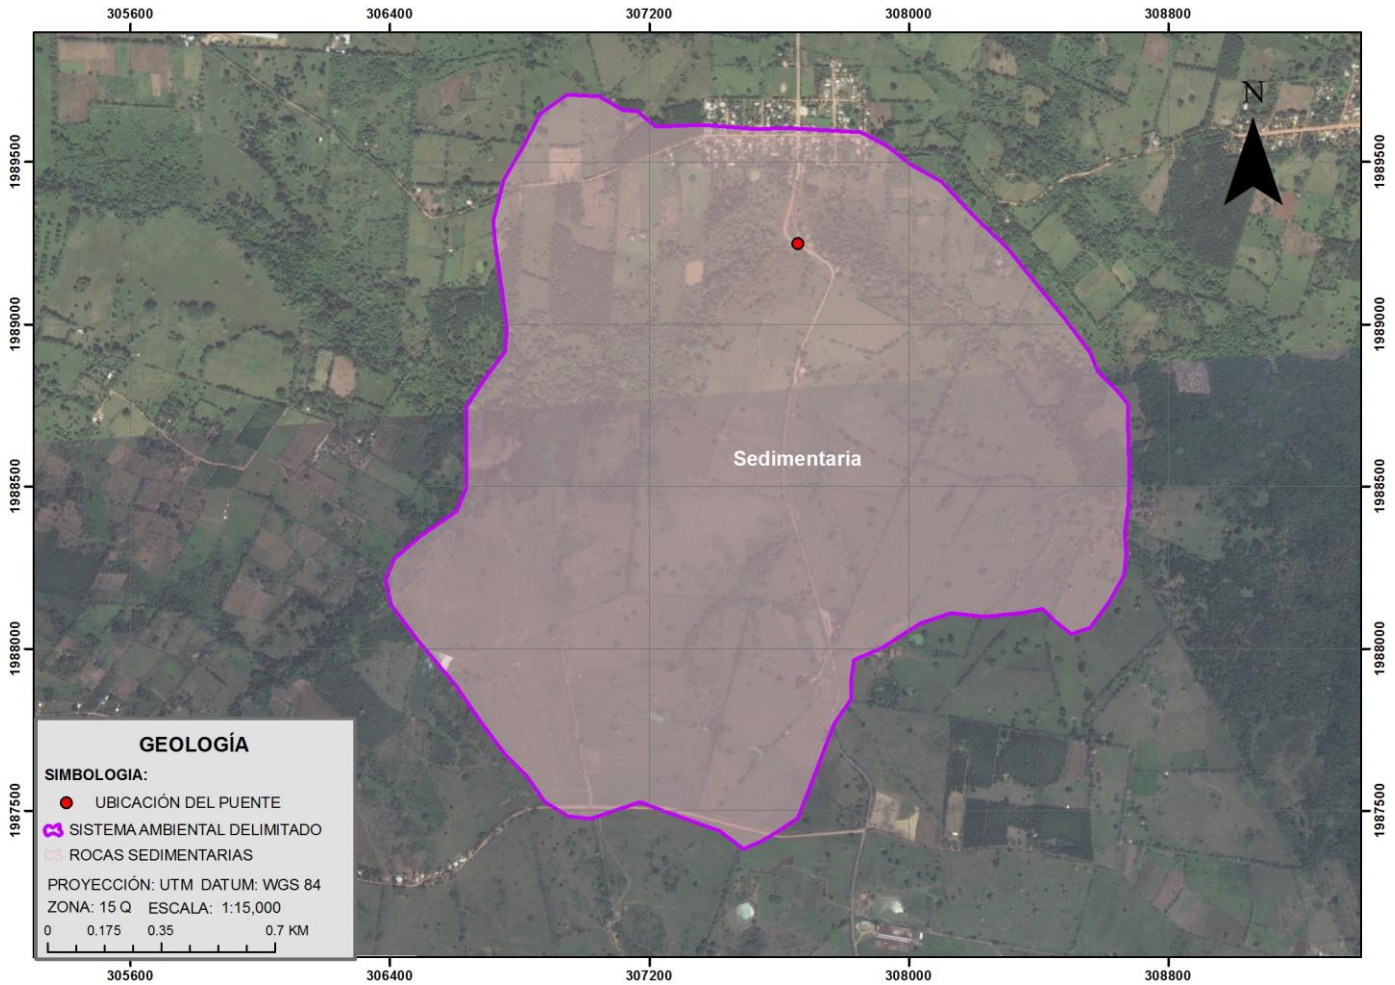 305600 306400 307200 308000 308800
N
1989500 1989500
1989000 1989000
Sedimentaria
1988500 1988500
1988000 1988000
1987500 1987500
GEOLOGÍA
SIMBOLOGIA:
UBICACIÓN DEL PUENTE
SISTEMA AMBIENTAL DELIMITADO
ROCAS SEDIMENTARIAS
PROYECCIÓN: UTM DATUM: WGS 84
ZONA: 15 Q ESCALA: 1:15,000
0 0.175 0.35 0.7 KM
305600 306400 307200 308000 308800